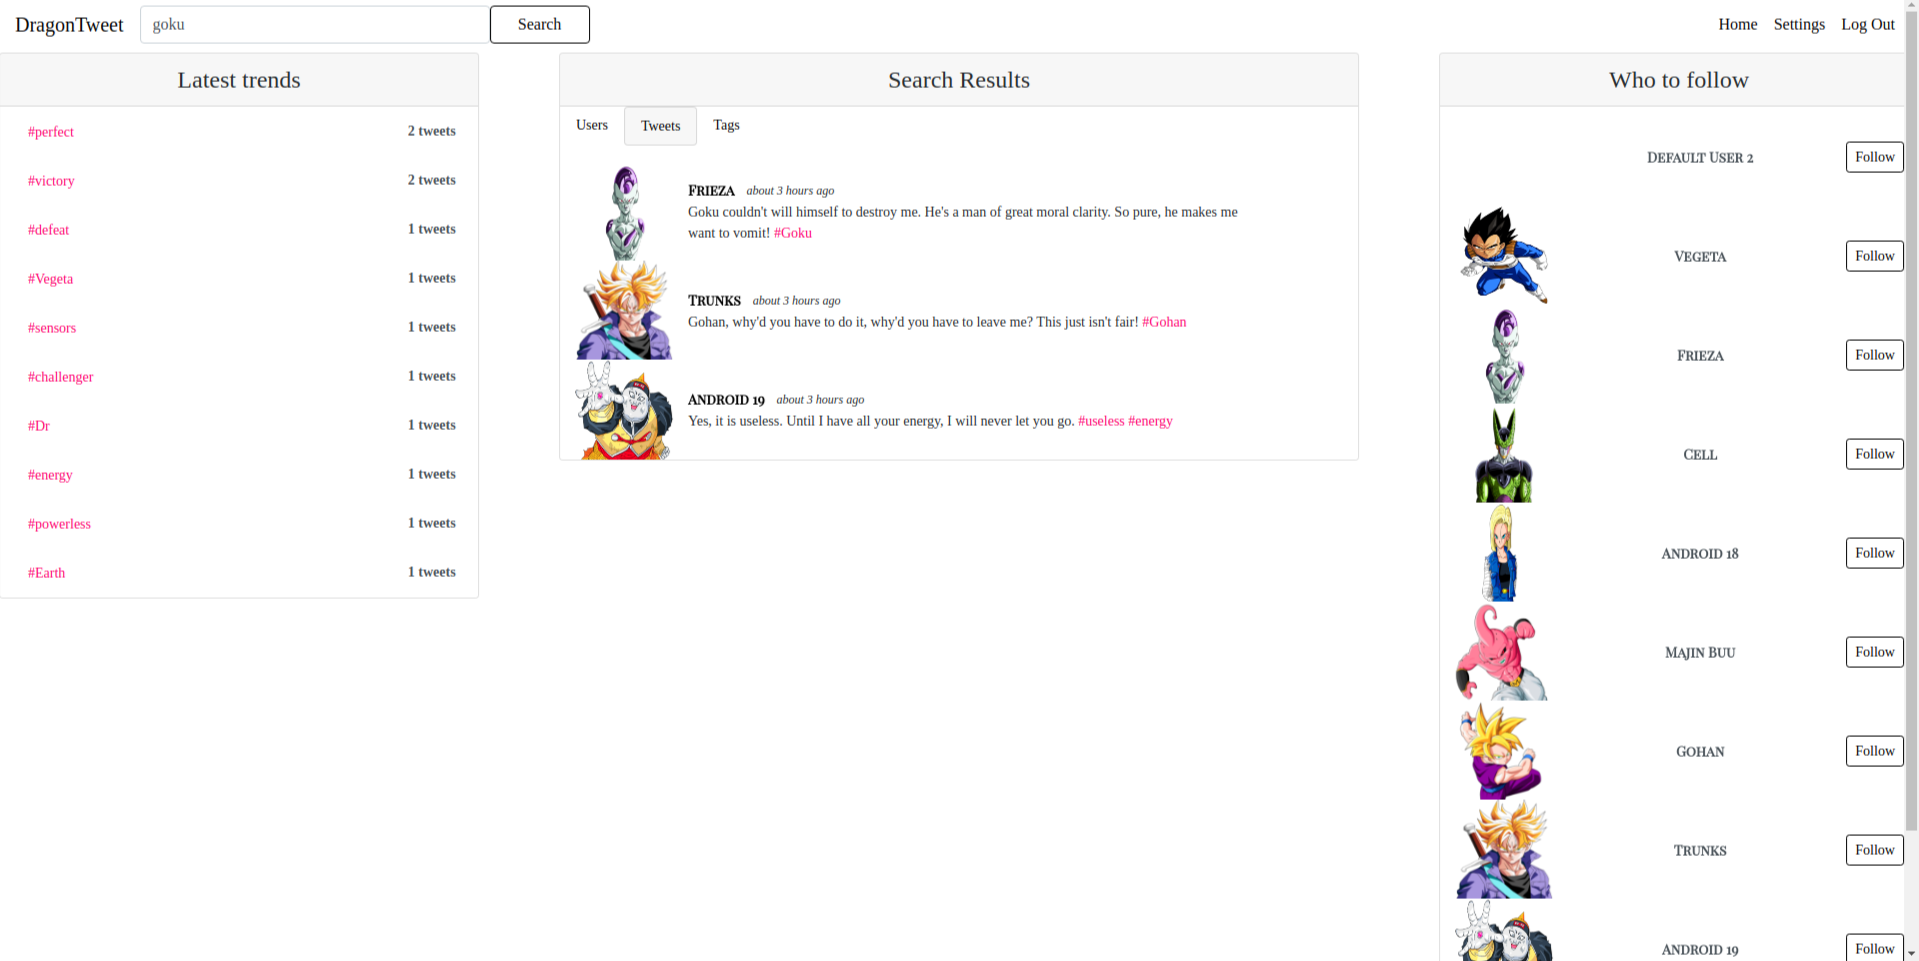 DragonTweet goku Search Home Settings Log Out
Latest trends
#perfect 2 tweets
#victory 2 tweets
#defeat 1 tweets
#Vegeta 1 tweets
#sensors 1 tweets
#challenger 1 tweets
#Dr 1 tweets
#energy 1 tweets
#powerless 1 tweets
#Earth 1 tweets
Search Results
Users Tweets Tags
Frieza about 3 hours ago
Goku couldn't will himself to destroy me. He's a man of great moral clarity. So pure, he makes me
want to vomit! #Goku
Trunks about 3 hours ago
Gohan, why'd you have to do it, why'd you have to leave me? This just isn't fair! #Gohan
Android 19 about 3 hours ago
Yes, it is useless. Until I have all your energy, I will never let you go. #useless #energy
Who to follow
Default User 2 Follow
Vegeta Follow
Frieza Follow
Cell Follow
Android 18 Follow
Majin Buu Follow
Gohan Follow
Trunks Follow
Android 19 Follow